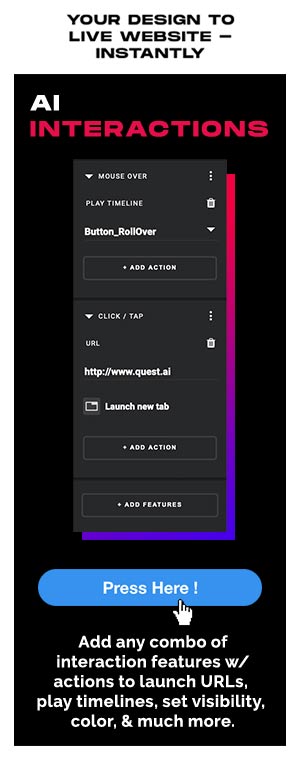 YOUR DESIGN TO
LIVE WEBSITE –
INSTANTLY
AI
INTERACTIONS
MOUSE OVER
PLAY TIMELINE
Button_RollOver
+ ADD ACTION
CLICK / TAP
URL
http://www.quest.ai
Launch new tab
+ ADD ACTION
+ ADD FEATURES
Press Here !
Add any combo of
interaction features w/
actions to launch URLs,
play timelines, set visibility,
color, & much more.